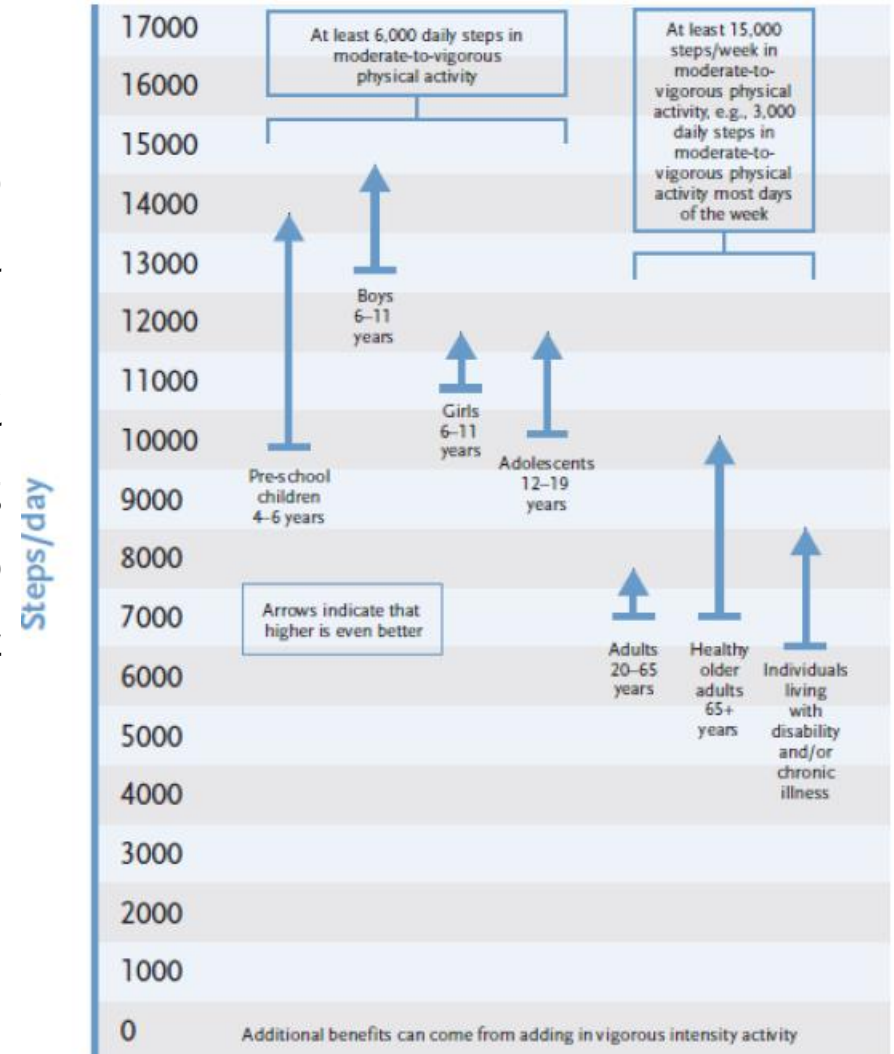 Steps/day
17000
16000
15000
14000
13000
12000
11000
10000
9000
8000
7000
6000
5000
4000
3000
2000
1000
0
At least 6,000 daily steps in
moderate-to-vigorous
physical activity
At least 15,000
steps/week in
moderate-to-
vigorous physical
activity, e.g., 3,000
daily steps in
moderate-to-
vigorous physical
activity most days
of the week
Boys
6–11
years
Girls
6–11
years
Pre-school
children
4–6 years
Adolescents
12–19
years
Arrows indicate that
higher is even better
Adults
20–65
years
Healthy
older
adults
65+
years
Individuals
living
with
disability
and/or
chronic
illness
Additional benefits can come from adding in vigorous intensity activity